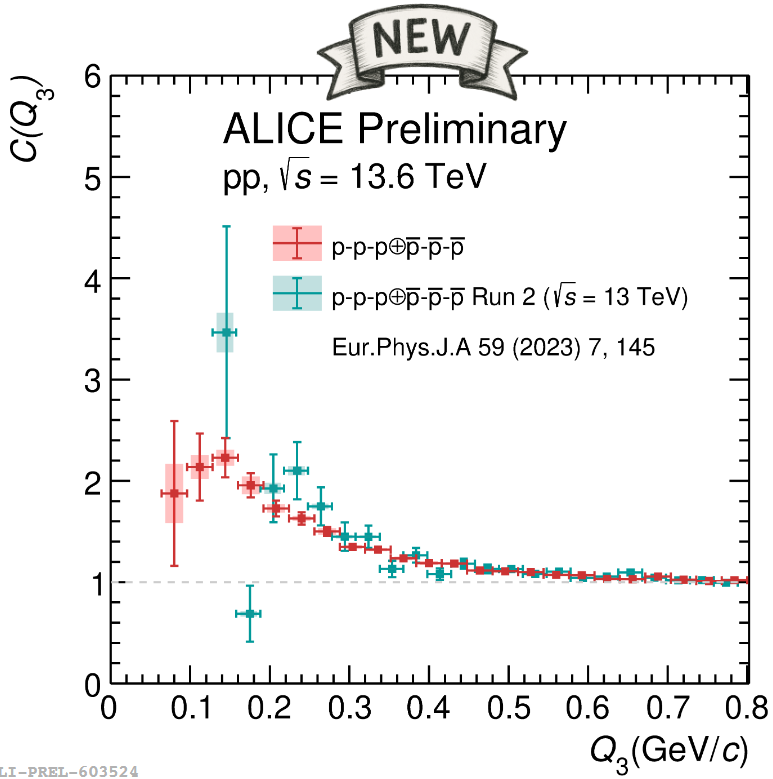 NEW
6
C(Q₃)
ALICE Preliminary
pp, √s = 13.6 TeV
5
p-p-p⊕p̅-p̅-p̅
4
p-p-p⊕p̅-p̅-p̅ Run 2 (√s = 13 TeV)
Eur.Phys.J.A 59 (2023) 7, 145
3
2
1
0
0 0.1 0.2 0.3 0.4 0.5 0.6 0.7 0.8
Q₃(GeV/c)
LI-PREL-603524